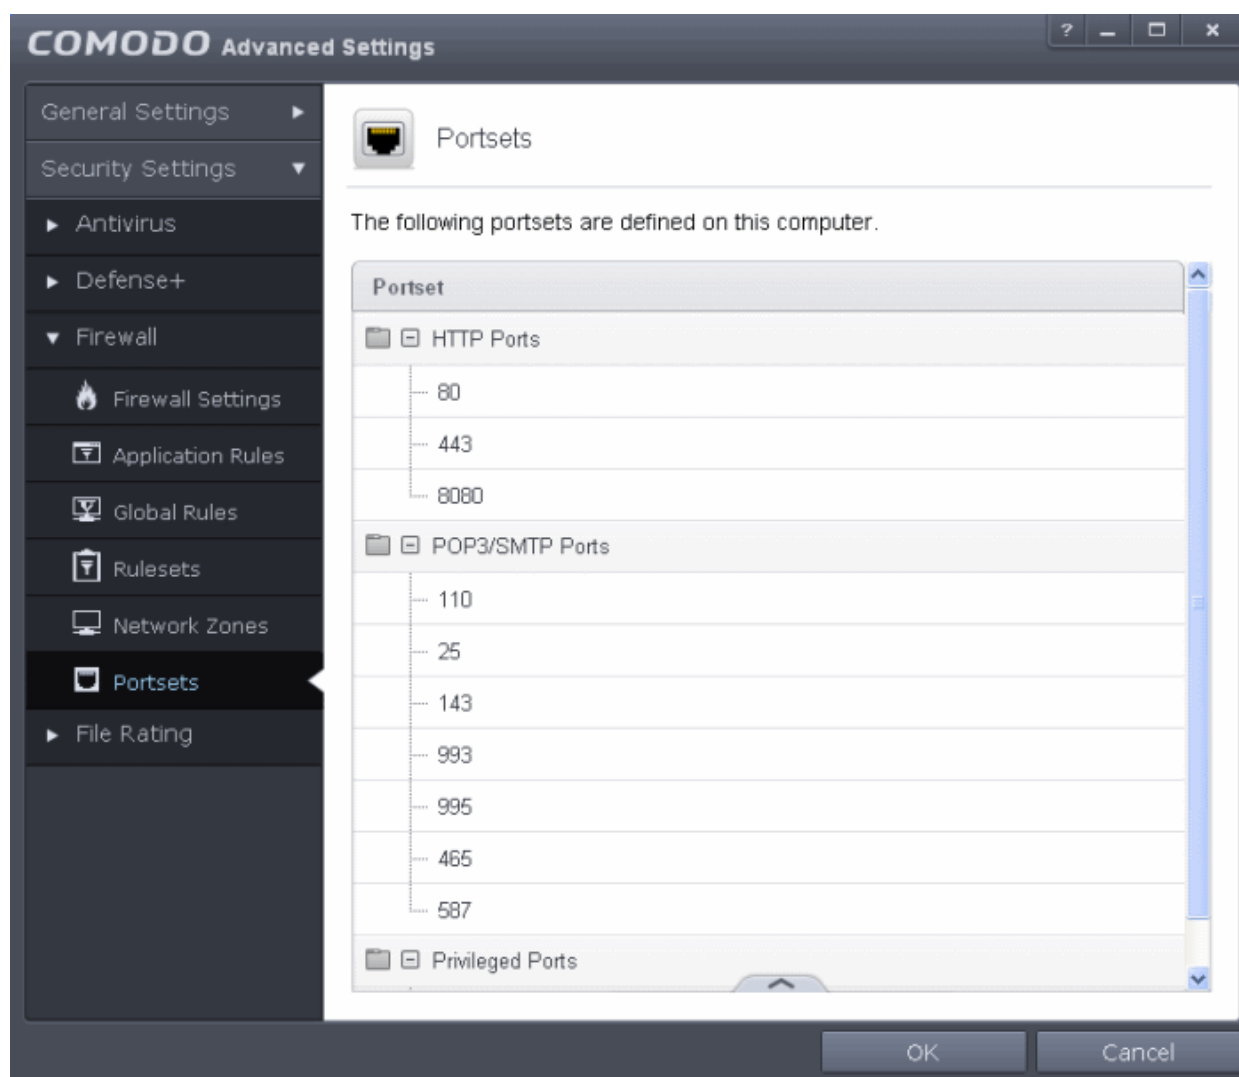 COMODO Advanced Settings
?
General Settings
Security Settings
Antivirus
Defense+
Firewall
Firewall Settings
Application Rules
Global Rules
Rulesets
Network Zones
Portsets
File Rating
Portsets
The following portsets are defined on this computer.
Portset
HTTP Ports
80
443
8080
POP3/SMTP Ports
110
25
143
993
995
465
587
Privileged Ports
OK
Cancel